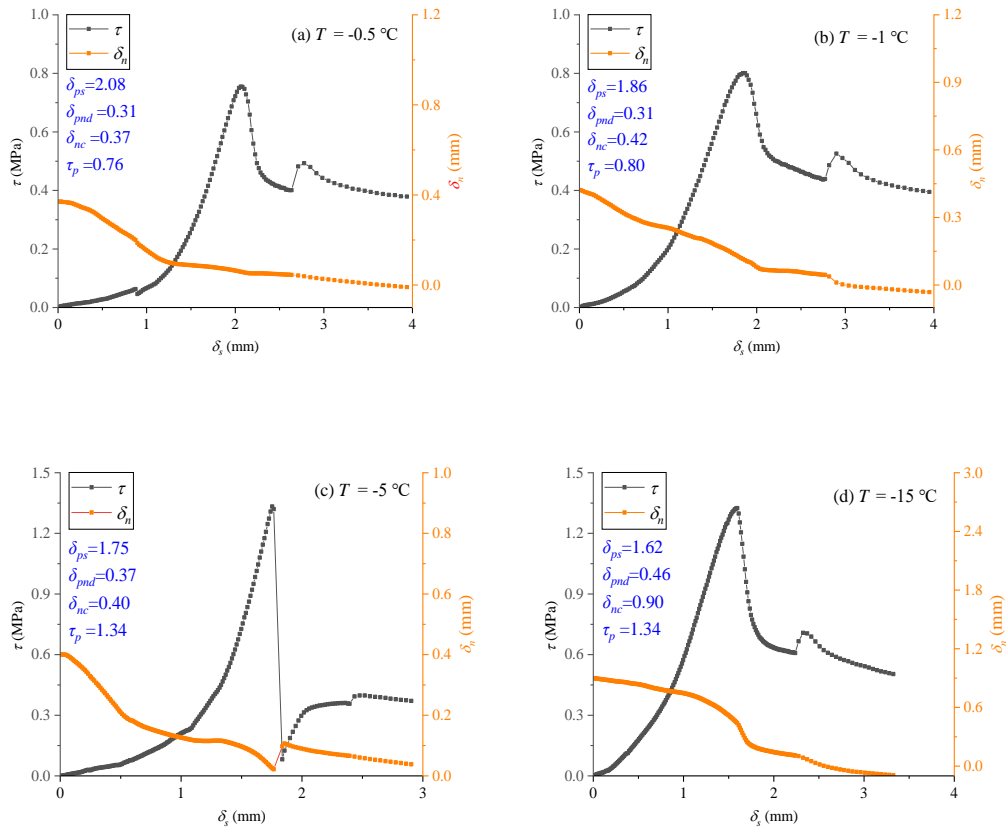 (a) T = -0.5 ℃
τ
δn
δps=2.08
δpnd=0.31
δnc=0.37
τp=0.76
τ (MPa)
1.0
0.8
0.6
0.4
0.2
0.0
0 1 2 3 4
δs (mm)
1.2
0.8
0.4
0.0
δn (mm)
(b) T = -1 ℃
τ
δn
δps=1.86
δpnd=0.31
δnc=0.42
τp=0.80
τ (MPa)
1.0
0.8
0.6
0.4
0.2
0.0
0 1 2 3 4
δs (mm)
1.2
0.9
0.6
0.3
0.0
δn (mm)
(c) T = -5 ℃
τ
δn
δps=1.75
δpnd=0.37
δnc=0.40
τp=1.34
τ (MPa)
1.5
1.2
0.9
0.6
0.3
0.0
0 1 2 3
δs (mm)
1.0
0.8
0.6
0.4
0.2
0.0
δn (mm)
(d) T = -15 ℃
τ
δn
δps=1.62
δpnd=0.46
δnc=0.90
τp=1.34
τ (MPa)
1.5
1.2
0.9
0.6
0.3
0.0
0 1 2 3 4
δs (mm)
3.0
2.4
1.8
1.2
0.6
0.0
δn (mm)